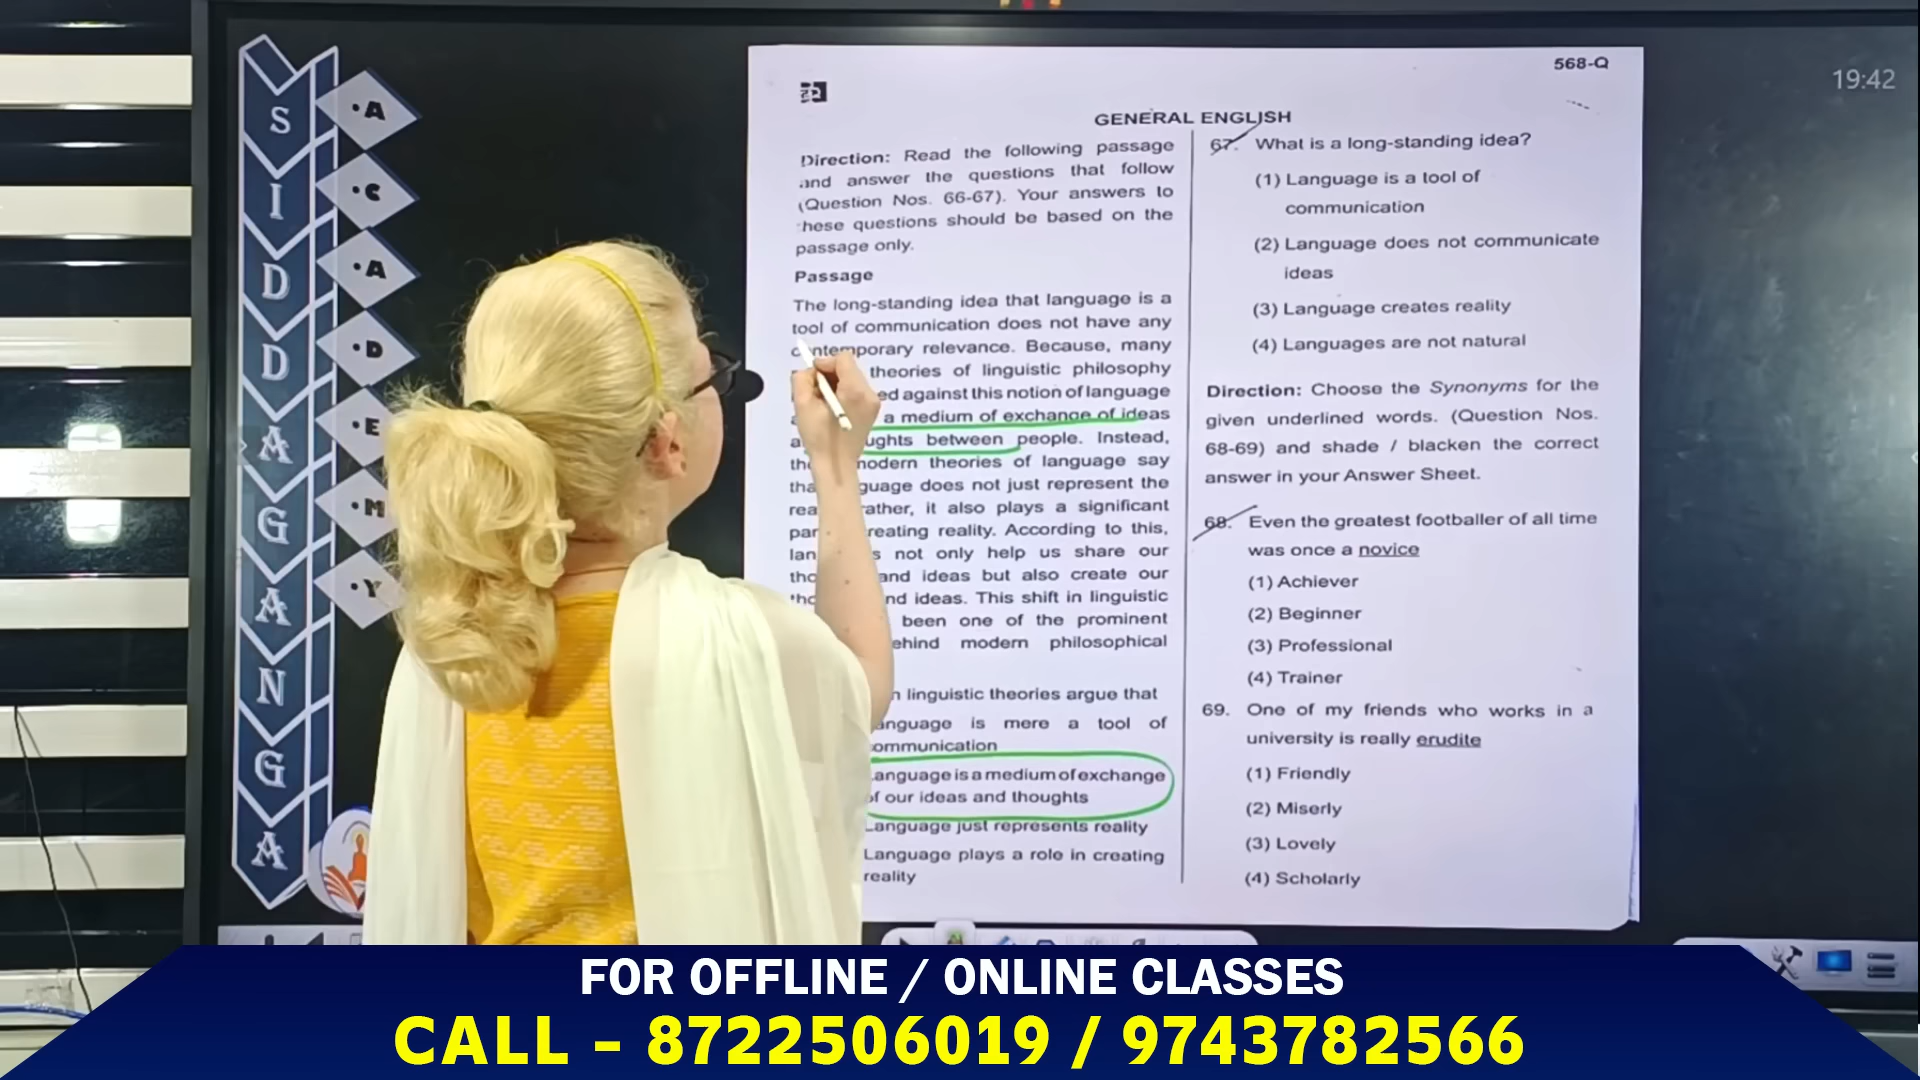 SIDDAGANGA
• A
• C
• A
• D
• E
• M
• Y
19:42
568-Q
GENERAL ENGLISH
Direction: Read the following passage
and answer the questions that follow
(Question Nos. 66-67). Your answers to
these questions should be based on the
passage only.
Passage
The long-standing idea that language is a
tool of communication does not have any
contemporary relevance. Because, many
theories of linguistic philosophy
against this notion of language
a medium of exchange of ideas
between people. Instead,
modern theories of language say
does not just represent the
it also plays a significant
reality. According to this,
not only help us share our
and ideas but also create our
ideas. This shift in linguistic
been one of the prominent
modern philosophical
linguistic theories argue that
language is mere a tool of
communication
Language is a medium of exchange
of our ideas and thoughts
Language just represents reality
Language plays a role in creating
reality
67. What is a long-standing idea?
(1) Language is a tool of
communication
(2) Language does not communicate
ideas
(3) Language creates reality
(4) Languages are not natural
Direction: Choose the Synonyms for the
given underlined words. (Question Nos.
68-69) and shade / blacken the correct
answer in your Answer Sheet.
68. Even the greatest footballer of all time
was once a novice
(1) Achiever
(2) Beginner
(3) Professional
(4) Trainer
69. One of my friends who works in a
university is really erudite
(1) Friendly
(2) Miserly
(3) Lovely
(4) Scholarly
FOR OFFLINE / ONLINE CLASSES
CALL – 8722506019 / 9743782566